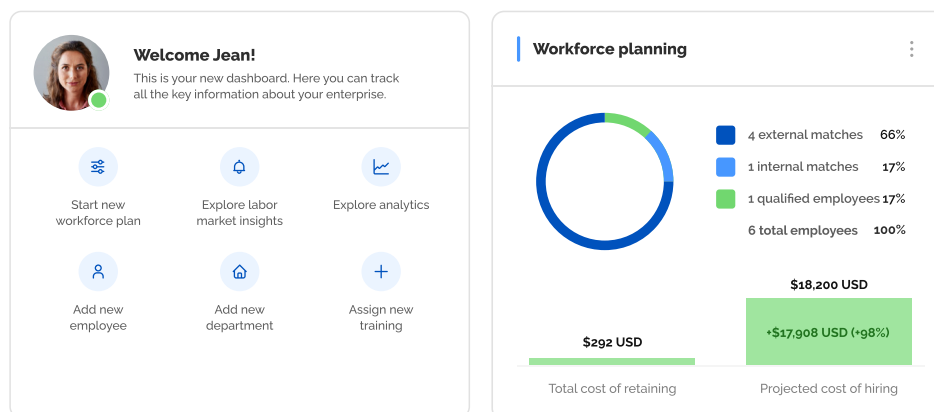 Welcome Jean!
This is your new dashboard. Here you can track
all the key information about your enterprise.
Start new
workforce plan
Explore labor
market insights
Explore analytics
Add new
employee
Add new
department
Assign new
training
Workforce planning
4 external matches 66%
1 internal matches 17%
1 qualified employees 17%
6 total employees 100%
$292 USD
Total cost of retaining
$18,200 USD
+$17,908 USD (+98%)
Projected cost of hiring